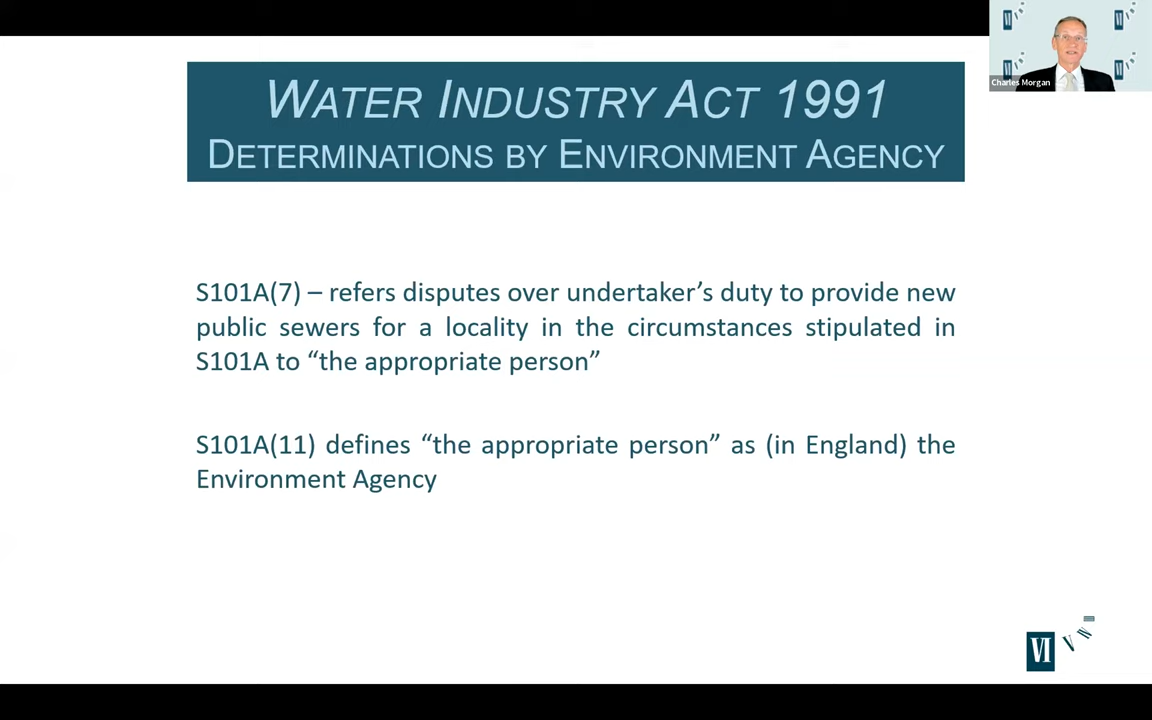 WATER INDUSTRY ACT 1991
DETERMINATIONS BY ENVIRONMENT AGENCY
Charles Morgan
S101A(7) – refers disputes over undertaker’s duty to provide new
public sewers for a locality in the circumstances stipulated in
S101A to “the appropriate person”
S101A(11) defines “the appropriate person” as (in England) the
Environment Agency
VI
V